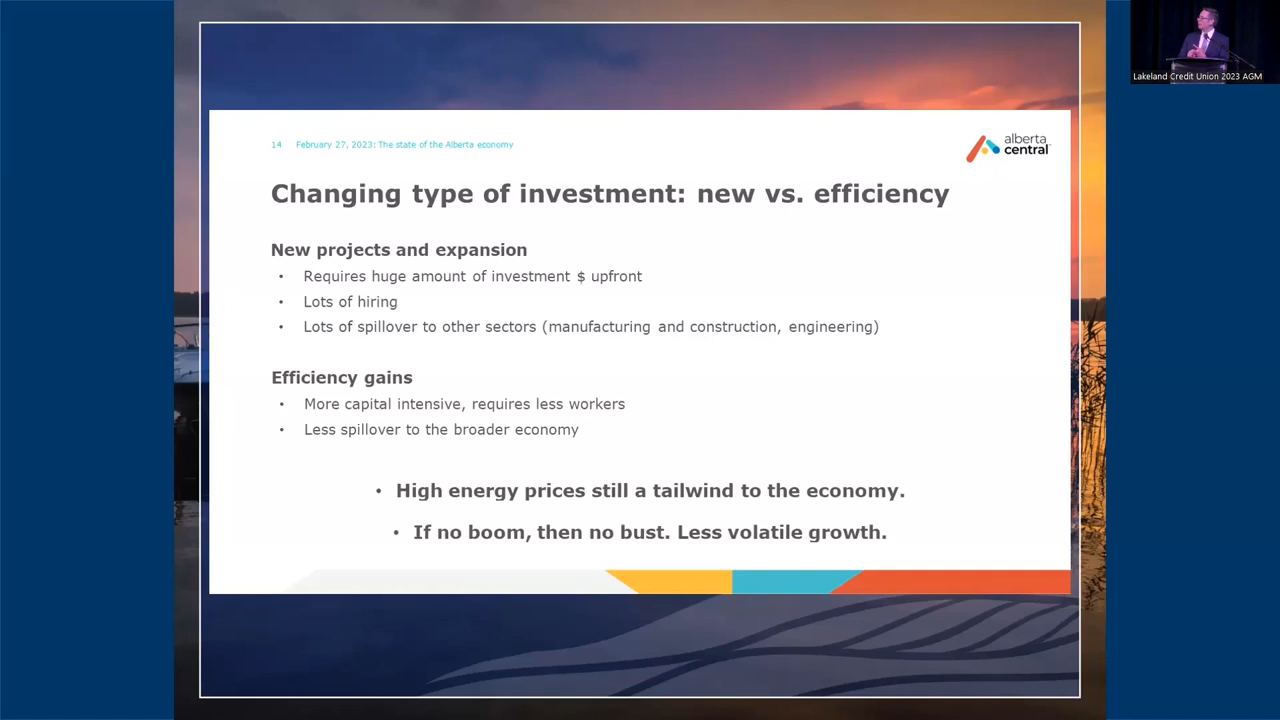 Lakeland Credit Union 2023 AGM
14 February 27, 2023: The state of the Alberta economy
alberta
central
Changing type of investment: new vs. efficiency
New projects and expansion
• Requires huge amount of investment $ upfront
• Lots of hiring
• Lots of spillover to other sectors (manufacturing and construction, engineering)
Efficiency gains
• More capital intensive, requires less workers
• Less spillover to the broader economy
• High energy prices still a tailwind to the economy.
• If no boom, then no bust. Less volatile growth.